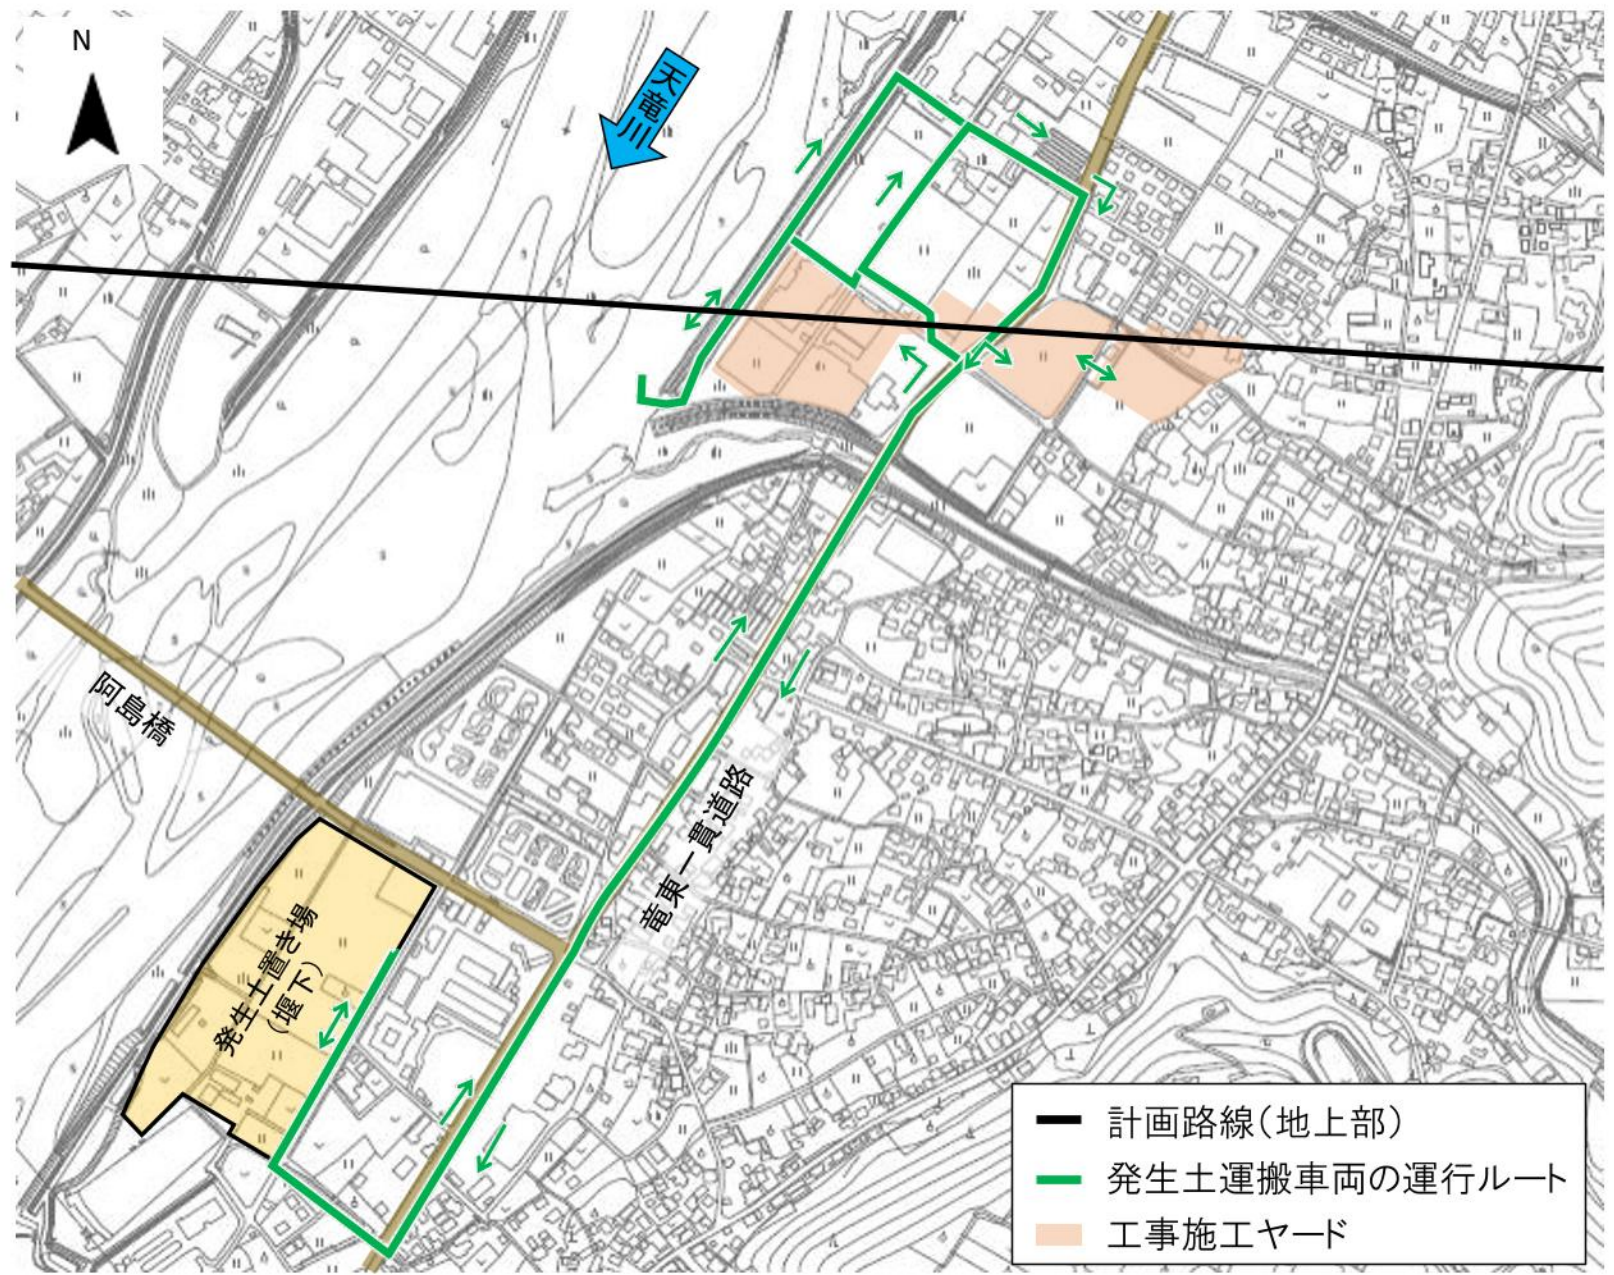 N
天竜川
阿島橋
竜東一貫道路
発生土置き場
（堰下）
計画路線（地上部）
発生土運搬車両の運行ルート
工事施工ヤード